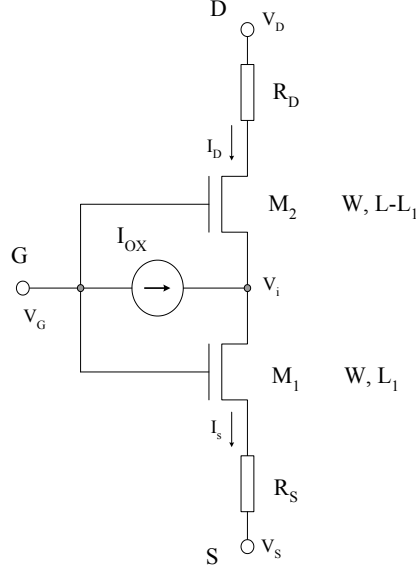 D
V_D
R_D
I_D
M_2 W, L-L_1
I_OX
G
V_i
V_G
M_1 W, L_1
I_s
R_S
S V_S